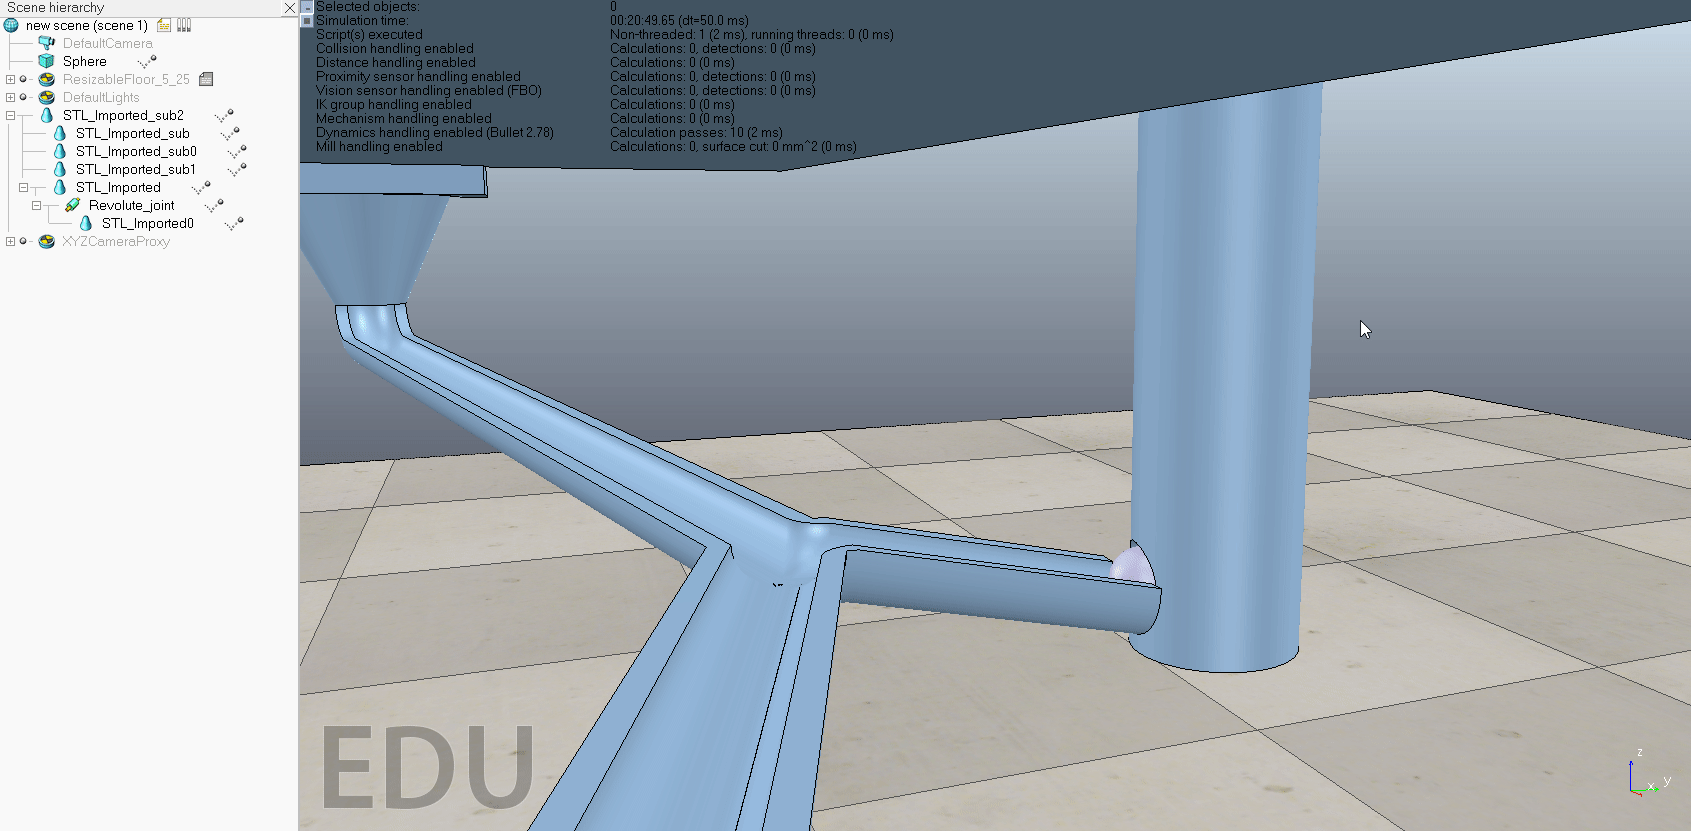 Scene hierarchy
new scene (scene 1)
DefaultCamera
Sphere
ResizableFloor_5_25
DefaultLights
STL_Imported_sub2
STL_Imported_sub
STL_Imported_sub0
STL_Imported_sub1
STL_Imported
Revolute_joint
STL_Imported0
XYZCameraProxy
Selected objects: 0
Simulation time: 00:20:49.65 (dt=50.0 ms)
Script(s) executed Non-threaded: 1 (2 ms), running threads: 0 (0 ms)
Collision handling enabled Calculations: 0, detections: 0 (0 ms)
Distance handling enabled Calculations: 0 (0 ms)
Proximity sensor handling enabled Calculations: 0, detections: 0 (0 ms)
Vision sensor handling enabled (FBO) Calculations: 0, detections: 0 (0 ms)
IK group handling enabled Calculations: 0 (0 ms)
Mechanism handling enabled Calculations: 0 (0 ms)
Dynamics handling enabled (Bullet 2.78) Calculation passes: 10 (2 ms)
Mill handling enabled Calculations: 0, surface cut: 0 mm^2 (0 ms)
EDU
z
x y